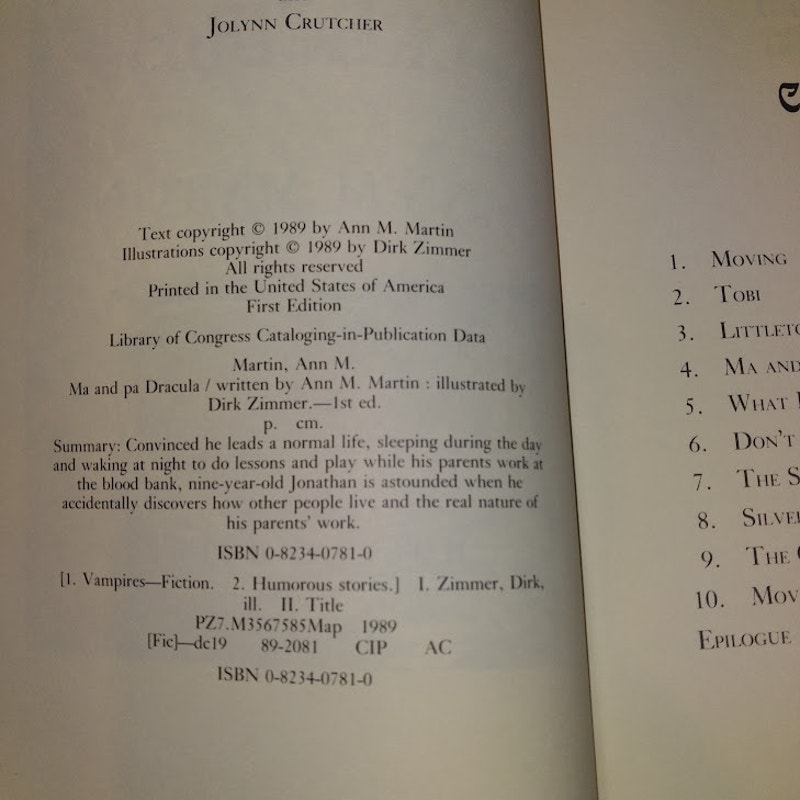 JOLYNN CRUTCHER
Text copyright © 1989 by Ann M. Martin
Illustrations copyright © 1989 by Dirk Zimmer
All rights reserved
Printed in the United States of America
First Edition
Library of Congress Cataloging-in-Publication Data
Martin, Ann M.
Ma and pa Dracula / written by Ann M. Martin : illustrated by
Dirk Zimmer.—1st ed.
p. cm.
Summary: Convinced he leads a normal life, sleeping during the day
and waking at night to do lessons and play while his parents work at
the blood bank, nine-year-old Jonathan is astounded when he
accidentally discovers how other people live and the real nature of
his parents' work.
ISBN 0-8234-0781-0
[1. Vampires—Fiction. 2. Humorous stories.] I. Zimmer, Dirk,
ill. II. Title
PZ7.M3567585Map 1989
[Fic]—dc19 89-2081 CIP AC
ISBN 0-8234-0781-0
1. MOVING
2. TOBI
3.
4. MA AND
5. WHAT
6. DON'T
7. THE S
8. SILVE
9. THE
10. MOV
EPILOGUE